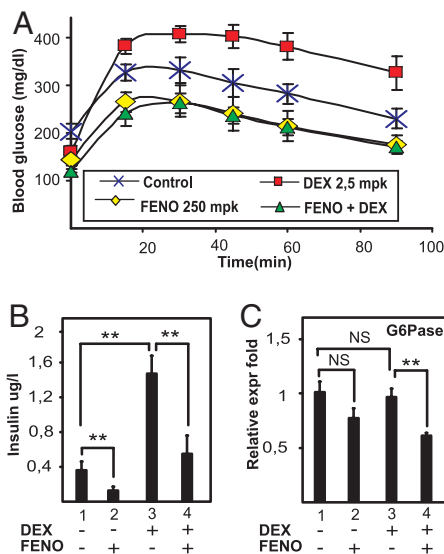 A
Blood glucose (mg/dl)
400
300
200
100
Control
DEX 2,5 mpk
FENO 250 mpk
FENO + DEX
20
40
60
80
100
Time(min)
B
Insulin ug/l
2
1,6
1,2
0,8
0,4
**
**
**
1 2 3 4
DEX - - + +
FENO - + - +
C
G6Pase
Relative expr fold
1,5
1
0,5
NS
NS
**
1 2 3 4
DEX - - + +
FENO - + - +